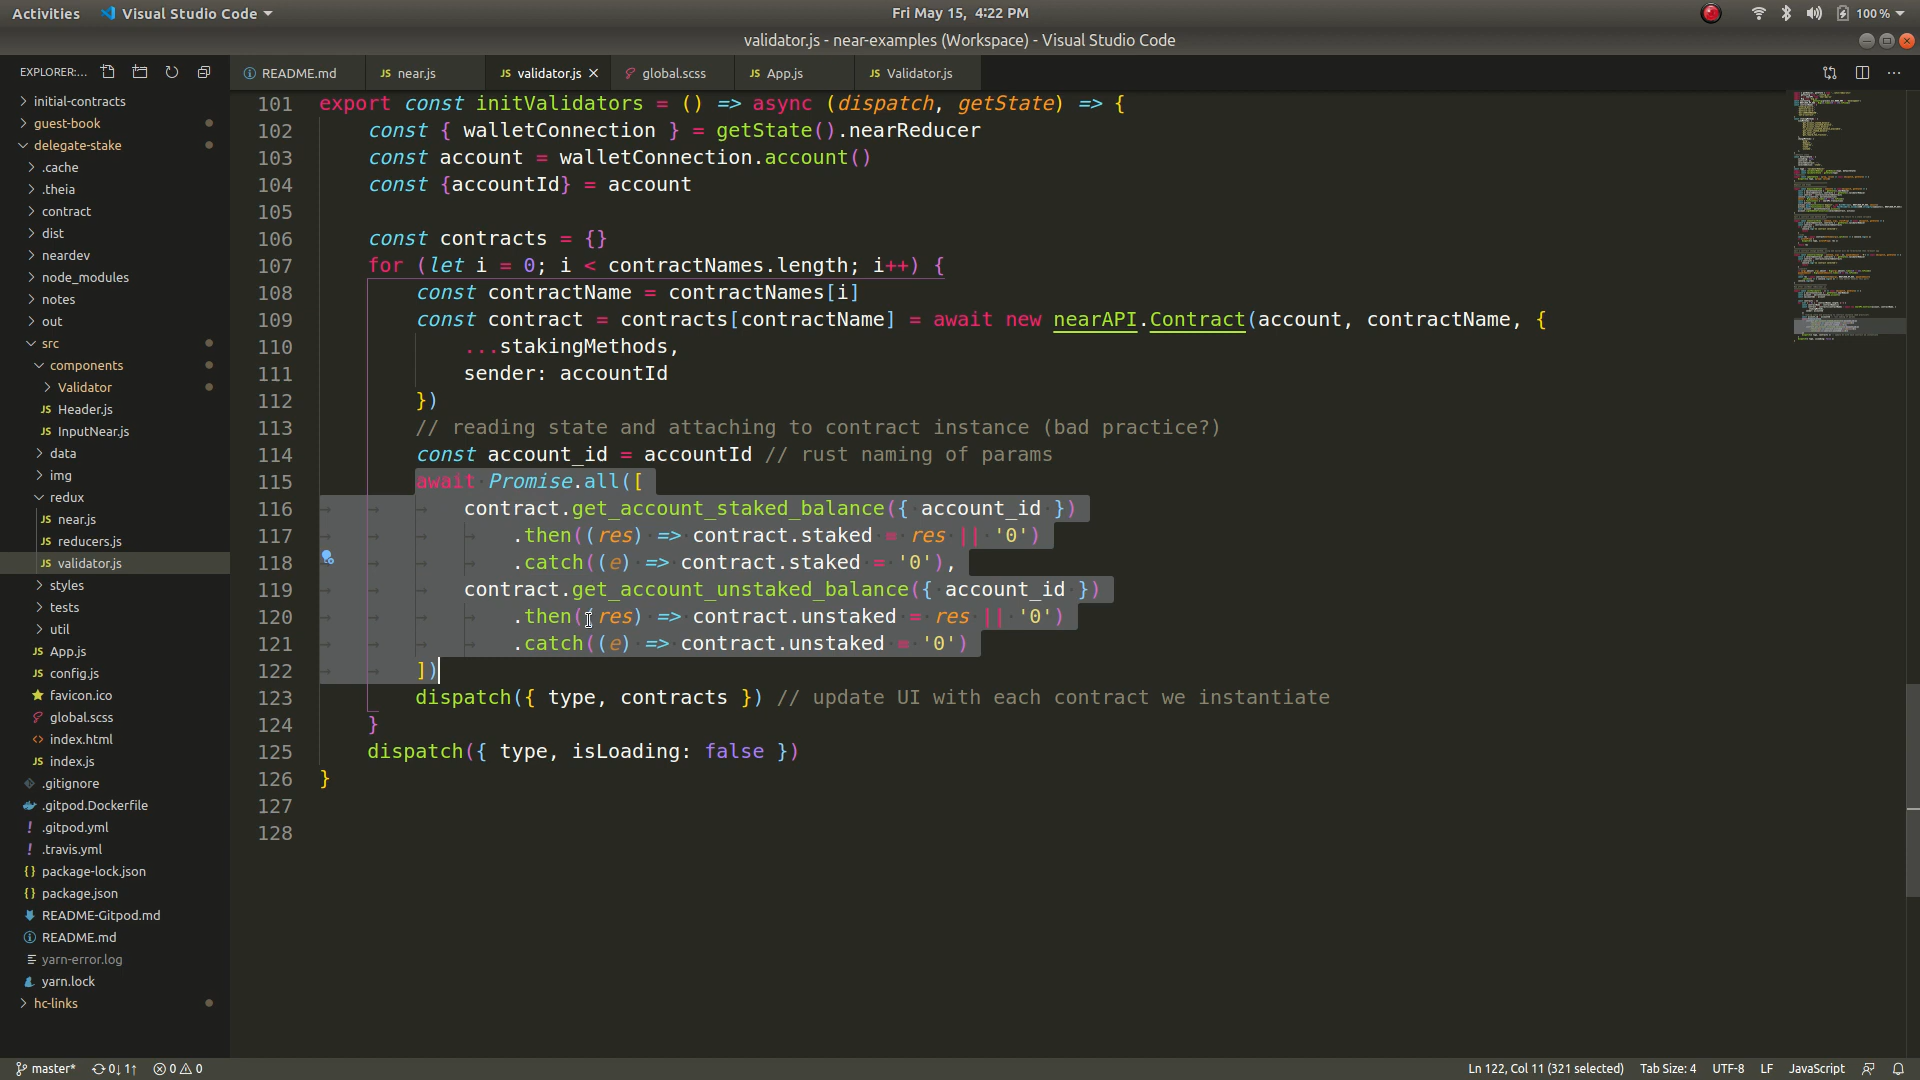 Activities
Visual Studio Code
Fri May 15, 4:22 PM
100 %
validator.js - near-examples (Workspace) - Visual Studio Code
EXPLORER:...
README.md
JS near.js
JS validator.js
global.scss
JS App.js
JS Validator.js
initial-contracts
guest-book
delegate-stake
.cache
.theia
contract
dist
neardev
node_modules
notes
out
src
components
Validator
JS Header.js
JS InputNear.js
data
img
redux
JS near.js
JS reducers.js
JS validator.js
styles
tests
util
JS App.js
JS config.js
favicon.ico
global.scss
<> index.html
JS index.js
.gitignore
.gitpod.Dockerfile
! .gitpod.yml
! .travis.yml
{} package-lock.json
{} package.json
README-Gitpod.md
README.md
yarn-error.log
yarn.lock
hc-links
101 export const initValidators = () => async (dispatch, getState) => {
102 const { walletConnection } = getState().nearReducer
103 const account = walletConnection.account()
104 const {accountId} = account
105
106 const contracts = {}
107 for (let i = 0; i < contractNames.length; i++) {
108 const contractName = contractNames[i]
109 const contract = contracts[contractName] = await new nearAPI.Contract(account, contractName, {
110 ...stakingMethods,
111 sender: accountId
112 })
113 // reading state and attaching to contract instance (bad practice?)
114 const account_id = accountId // rust naming of params
115 await Promise.all([
116 contract.get_account_staked_balance({ account_id })
117 .then((res) => contract.staked = res || '0')
118 .catch((e) => contract.staked = '0'),
119 contract.get_account_unstaked_balance({ account_id })
120 .then((res) => contract.unstaked = res || '0')
121 .catch((e) => contract.unstaked = '0')
122 ])
123 dispatch({ type, contracts }) // update UI with each contract we instantiate
124 }
125 dispatch({ type, isLoading: false })
126 }
127
128
master*
0↓ 1↑
0
0
Ln 122, Col 11 (321 selected)
Tab Size: 4
UTF-8
LF
JavaScript